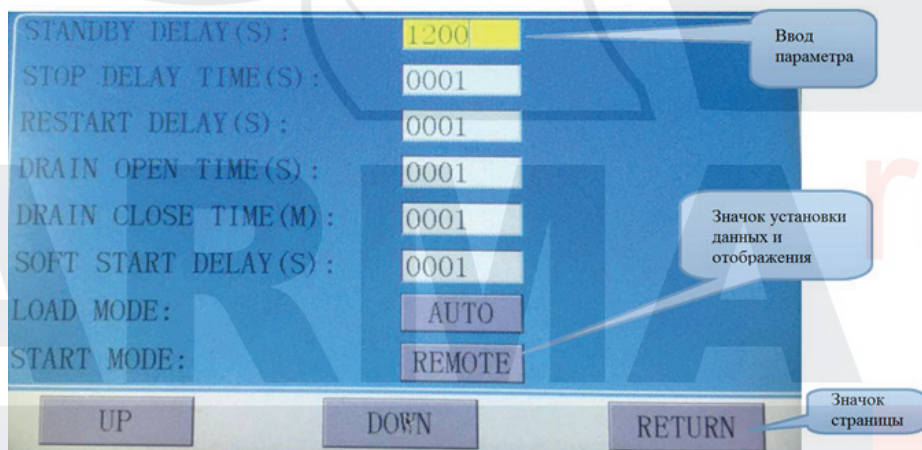 STANDBY DELAY(S): 1200
Ввод
параметра
STOP DELAY TIME(S): 0001
RESTART DELAY(S): 0001
DRAIN OPEN TIME(S): 0001
DRAIN CLOSE TIME(M): 0001
Значок установки
данных и
отображения
SOFT START DELAY(S): 0001
LOAD MODE: AUTO
START MODE: REMOTE
UP DOWN RETURN
Значок
страницы
ARMA